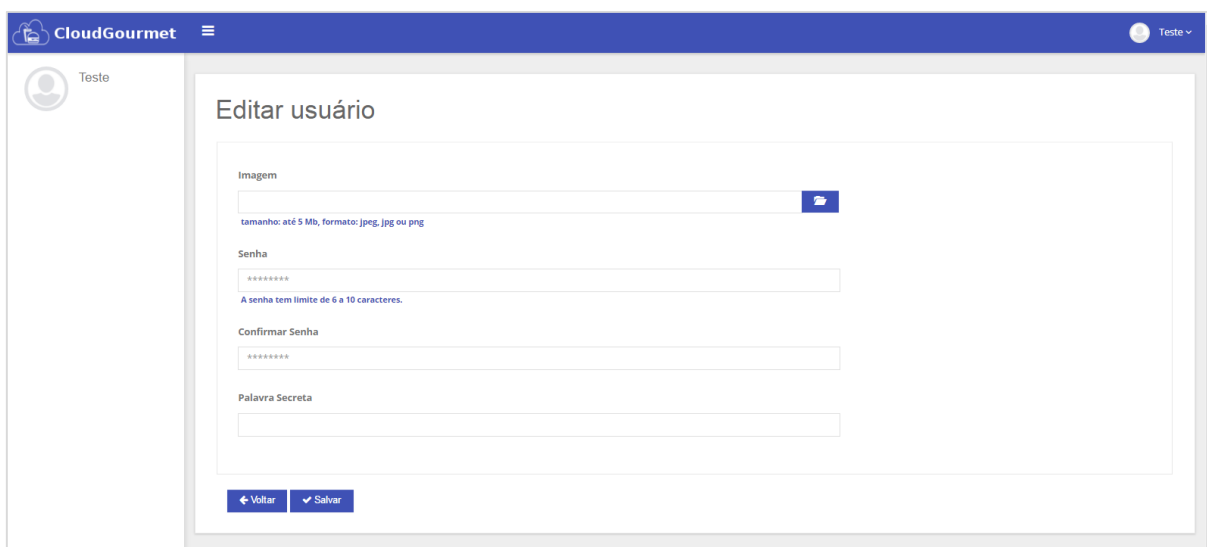 CloudGourmet
Teste
Teste
Editar usuário
Imagem
tamanho: até 5 Mb, formato: jpeg, jpg ou png
Senha
********
A senha tem limite de 6 a 10 caracteres.
Confirmar Senha
********
Palavra Secreta
Voltar
Salvar